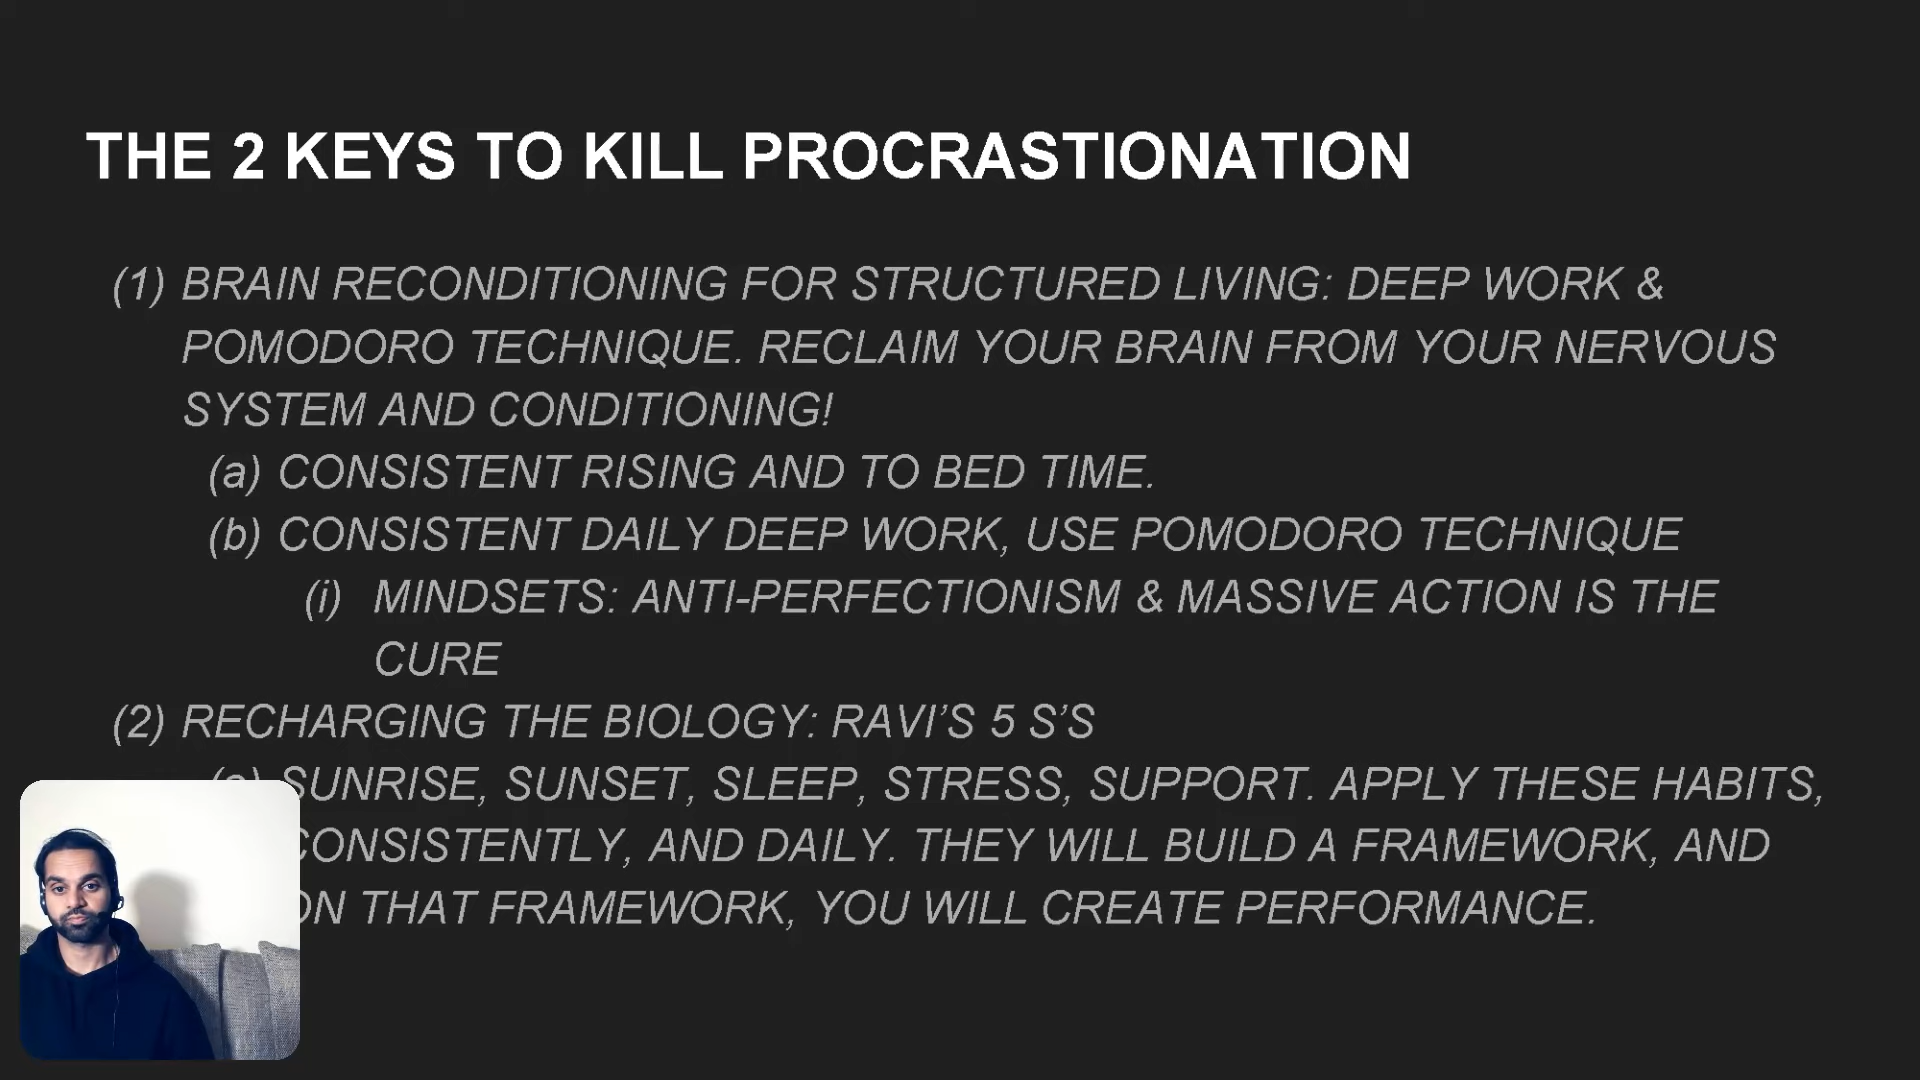 THE 2 KEYS TO KILL PROCRASTIONATION
(1) BRAIN RECONDITIONING FOR STRUCTURED LIVING: DEEP WORK &
POMODORO TECHNIQUE. RECLAIM YOUR BRAIN FROM YOUR NERVOUS
SYSTEM AND CONDITIONING!
(a) CONSISTENT RISING AND TO BED TIME.
(b) CONSISTENT DAILY DEEP WORK, USE POMODORO TECHNIQUE
(i) MINDSETS: ANTI-PERFECTIONISM & MASSIVE ACTION IS THE
CURE
(2) RECHARGING THE BIOLOGY: RAVI’S 5 S’S
(a) SUNRISE, SUNSET, SLEEP, STRESS, SUPPORT. APPLY THESE HABITS,
CONSISTENTLY, AND DAILY. THEY WILL BUILD A FRAMEWORK, AND
ON THAT FRAMEWORK, YOU WILL CREATE PERFORMANCE.